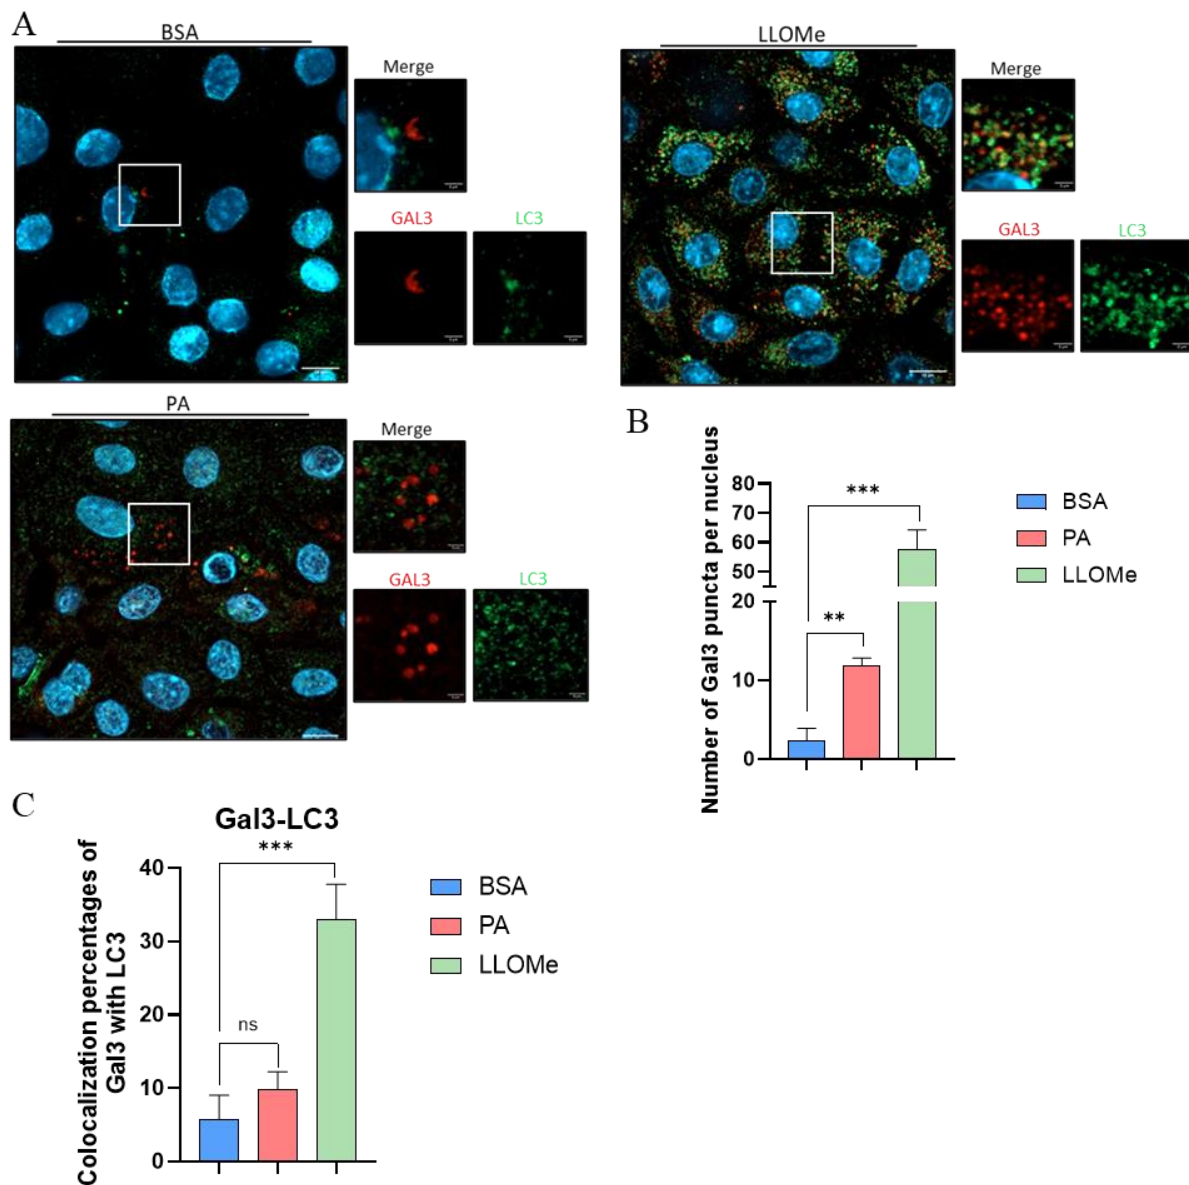 A
BSA
Merge
GAL3
LC3
LLOMe
Merge
GAL3
LC3
PA
Merge
GAL3
LC3
B
Number of Gal3 puncta per nucleus
80
70
60
50
20
10
0
***
**
BSA
PA
LLOMe
C
Gal3-LC3
Colocalization percentages of
Gal3 with LC3
40
30
20
10
0
***
ns
BSA
PA
LLOMe